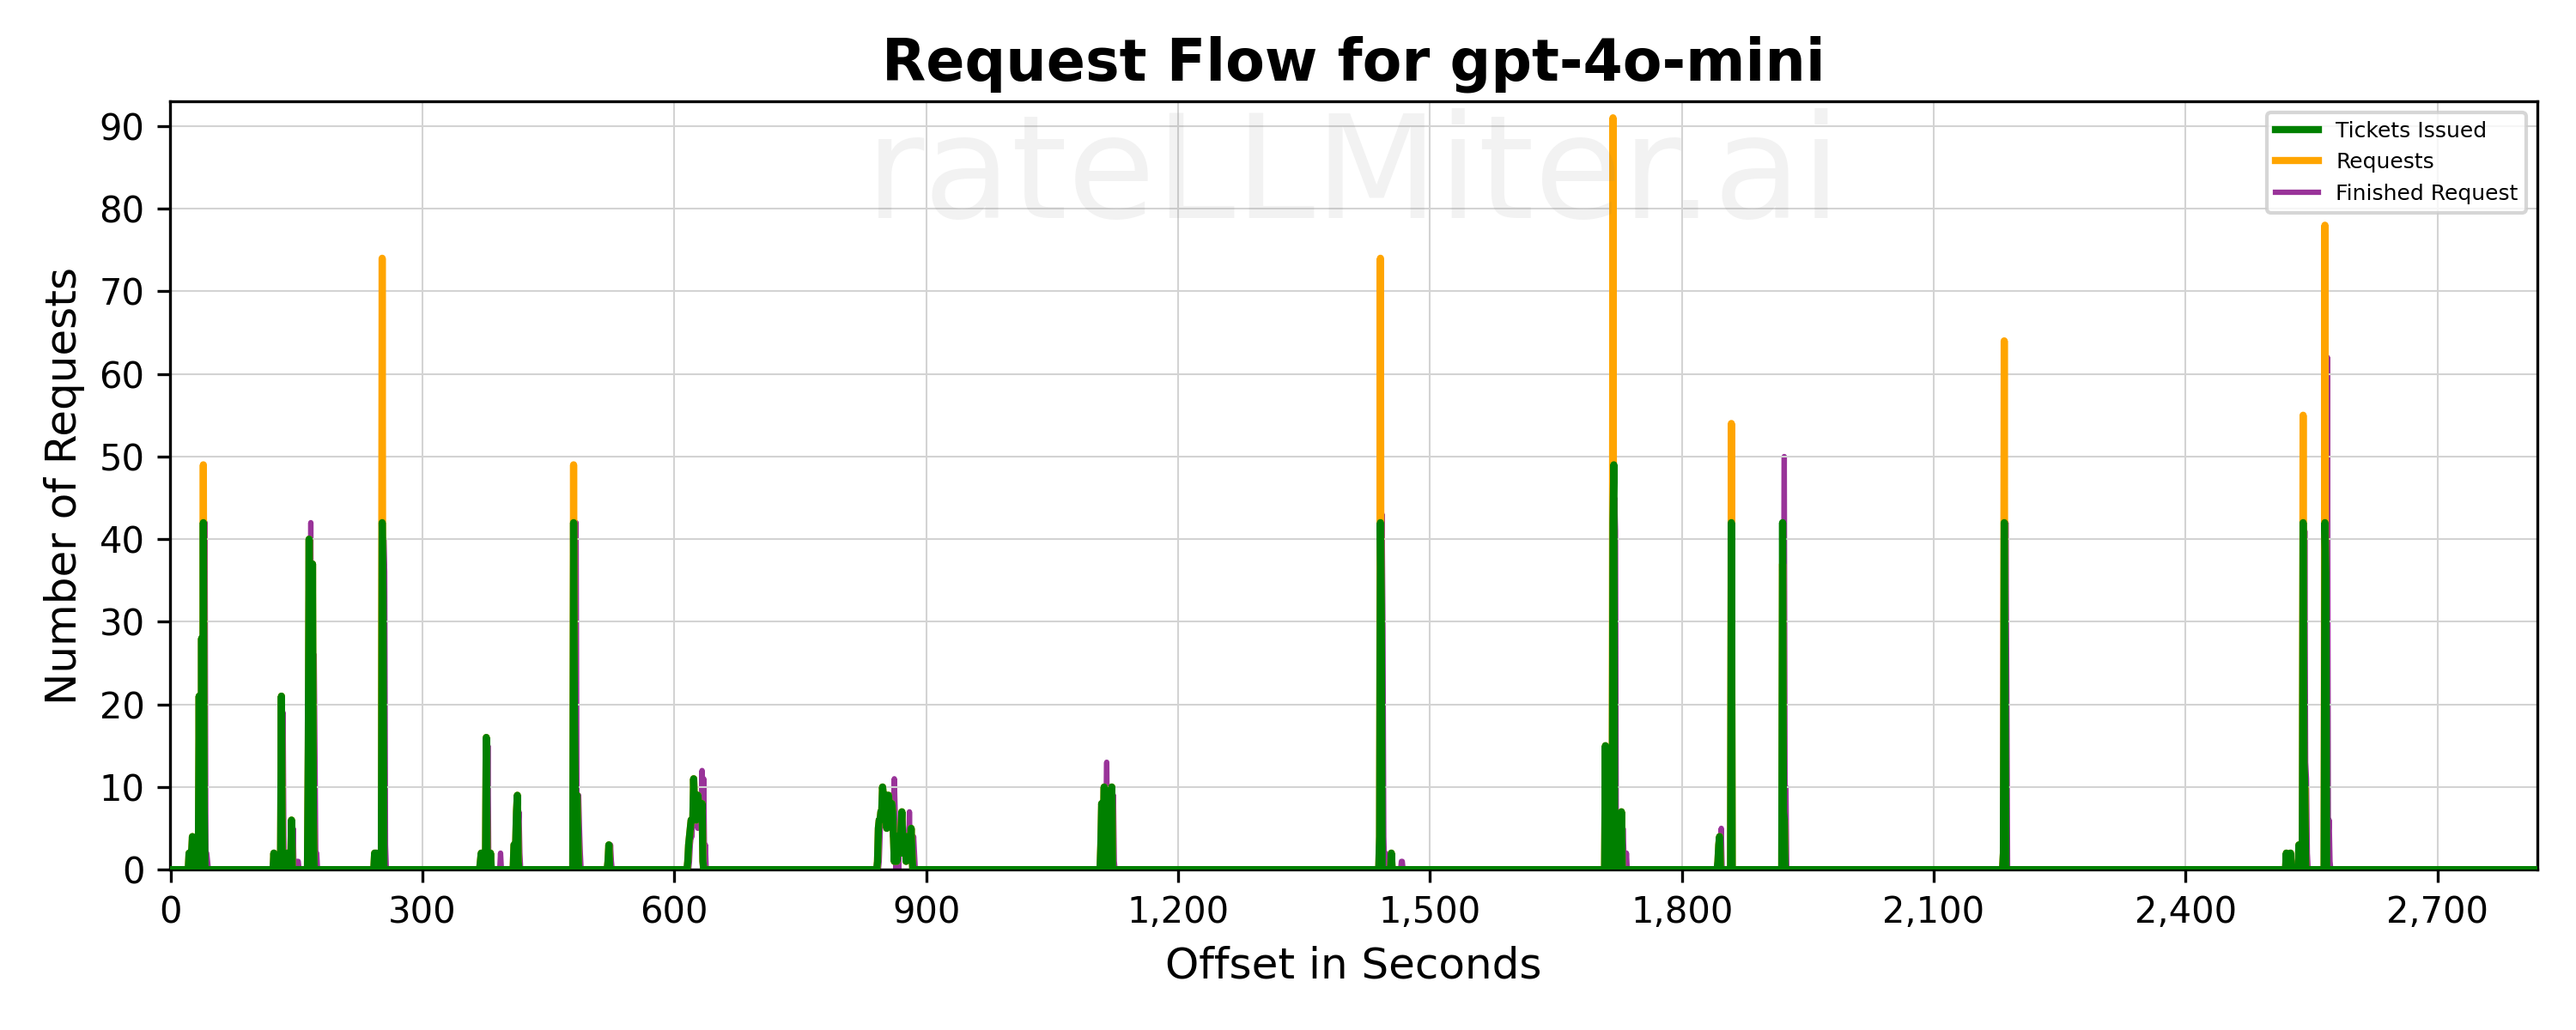 Request Flow for gpt-4o-mini
rateLLMiter.ai
Tickets Issued
Requests
Finished Request
Number of Requests
90
80
70
60
50
40
30
20
10
0
0 300 600 900 1,200 1,500 1,800 2,100 2,400 2,700
Offset in Seconds